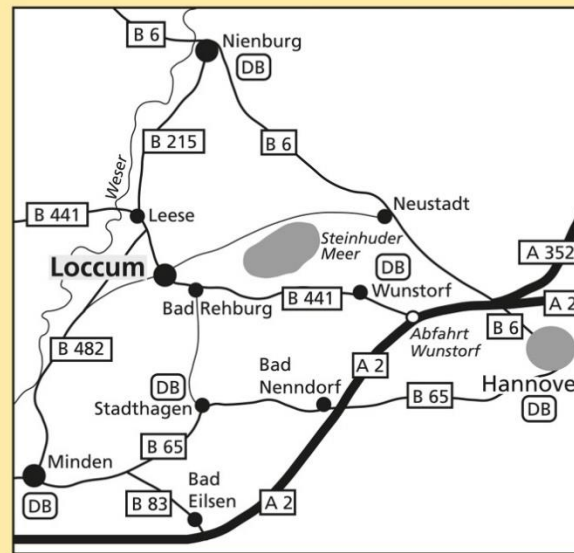 B 6
Nienburg
DB
B 215
B 6
Weser
B 441
Leese
Neustadt
Steinhuder
Meer
A 352
Loccum
DB
Bad Rehburg
B 441
Wunstorf
A 2
Abfahrt
Wunstorf
B 6
B 482
A 2
Bad
Nenndorf
Hannove
DB
Stadthagen
B 65
DB
B 65
Minden
DB
Bad
Eilsen
B 83
A 2